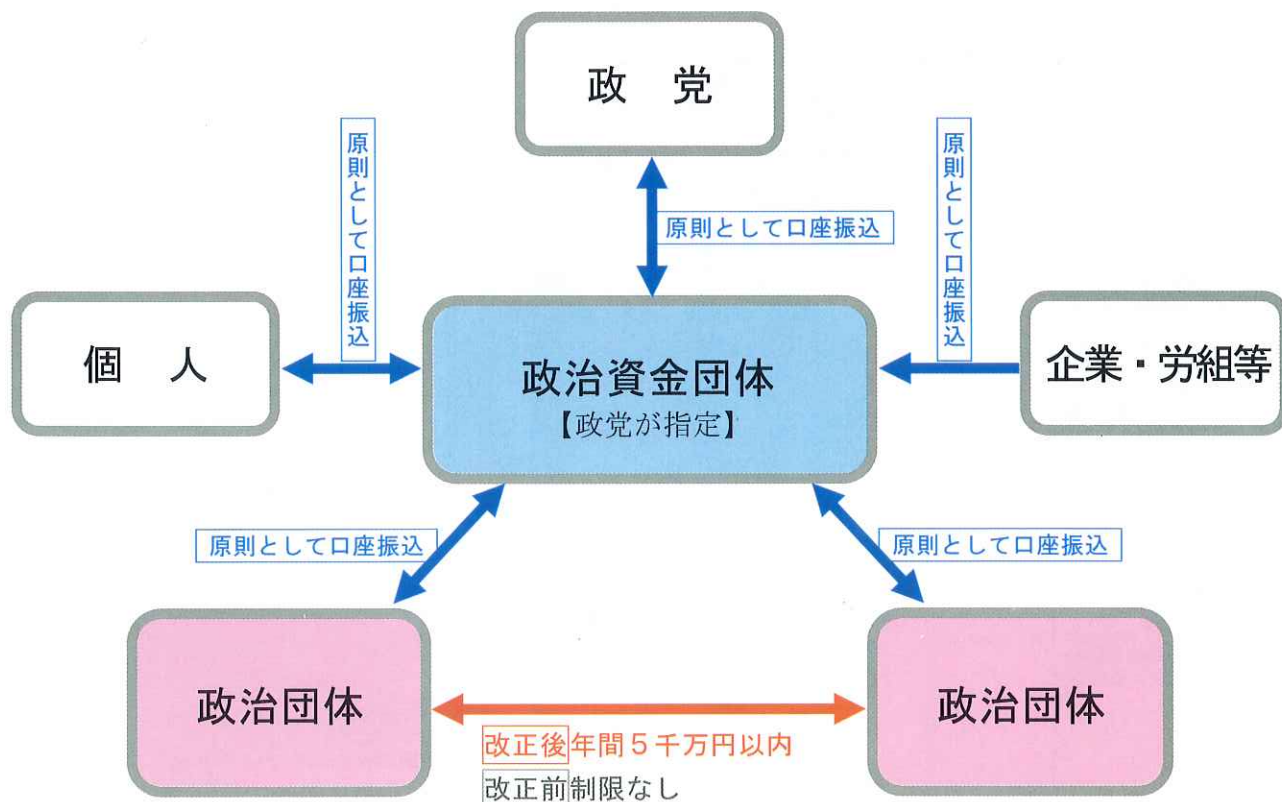 政　党
原則として口座振込
原則として口座振込
原則として口座振込
個　人
政治資金団体
【政党が指定】
企業・労組等
原則として口座振込
原則として口座振込
政治団体
政治団体
改正後年間５千万円以内
改正前制限なし